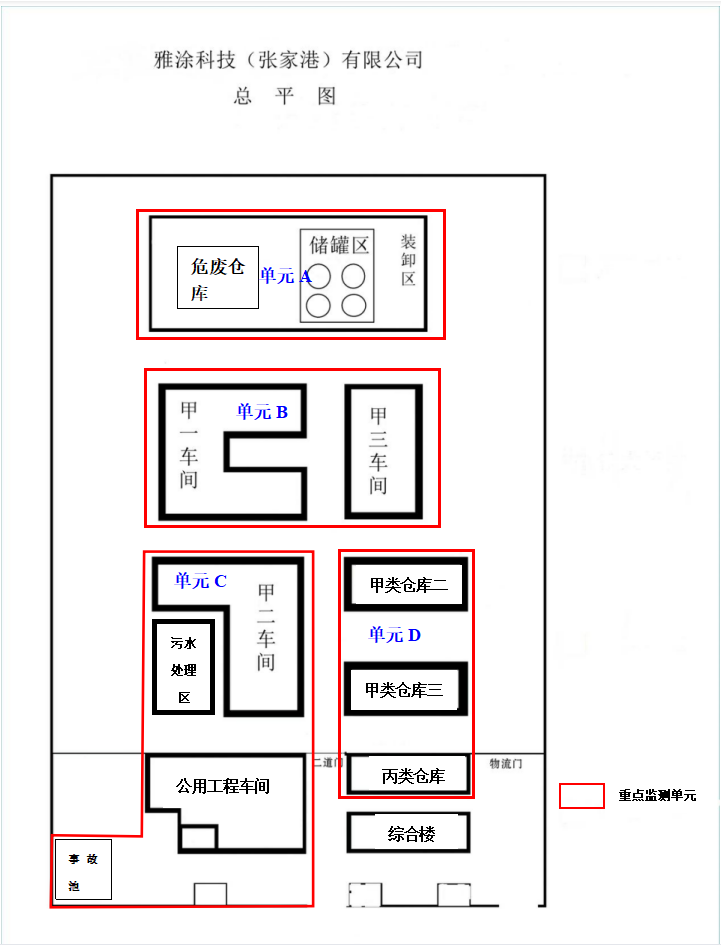 雅涂科技（张家港）有限公司
总 平 图
危废仓
库
单元 A
储罐区
装卸区
甲一车间
单元 B
甲三车间
单元 C
甲二车间
污水
处理
区
甲类仓库二
单元 D
甲类仓库三
公用工程车间
二道门
丙类仓库
物流门
重点监测单元
综合楼
事 故
池